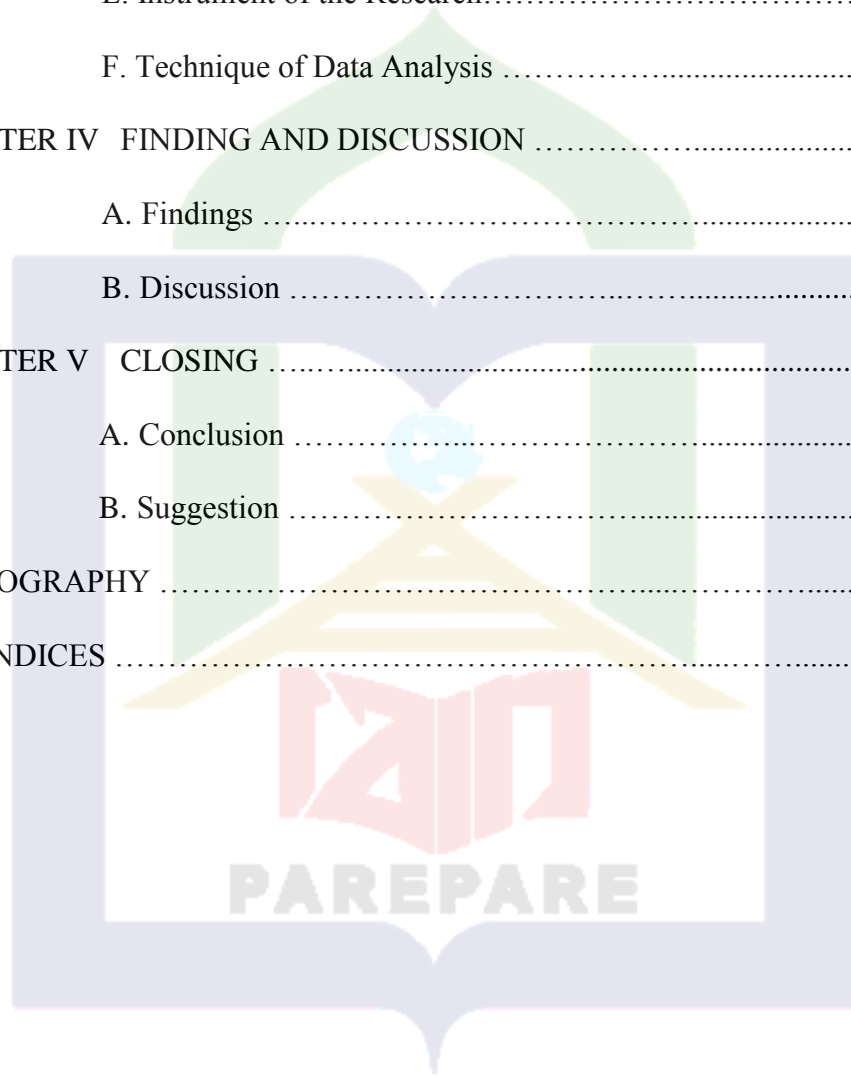 E. Instrument of the Research……………………………………
F. Technique of Data Analysis ……………........................
TER IV FINDING AND DISCUSSION ……………......................
A. Findings …...………………………………………......................
B. Discussion ………………………………..……........................
TER V CLOSING …..…...........................................................................
A. Conclusion ………………...……………………......................
B. Suggestion ……………………………………..........................
OGRAPHY ………………………………………......…………......
NDICES ……………………………………………………....……......
IAIN
PAREPARE